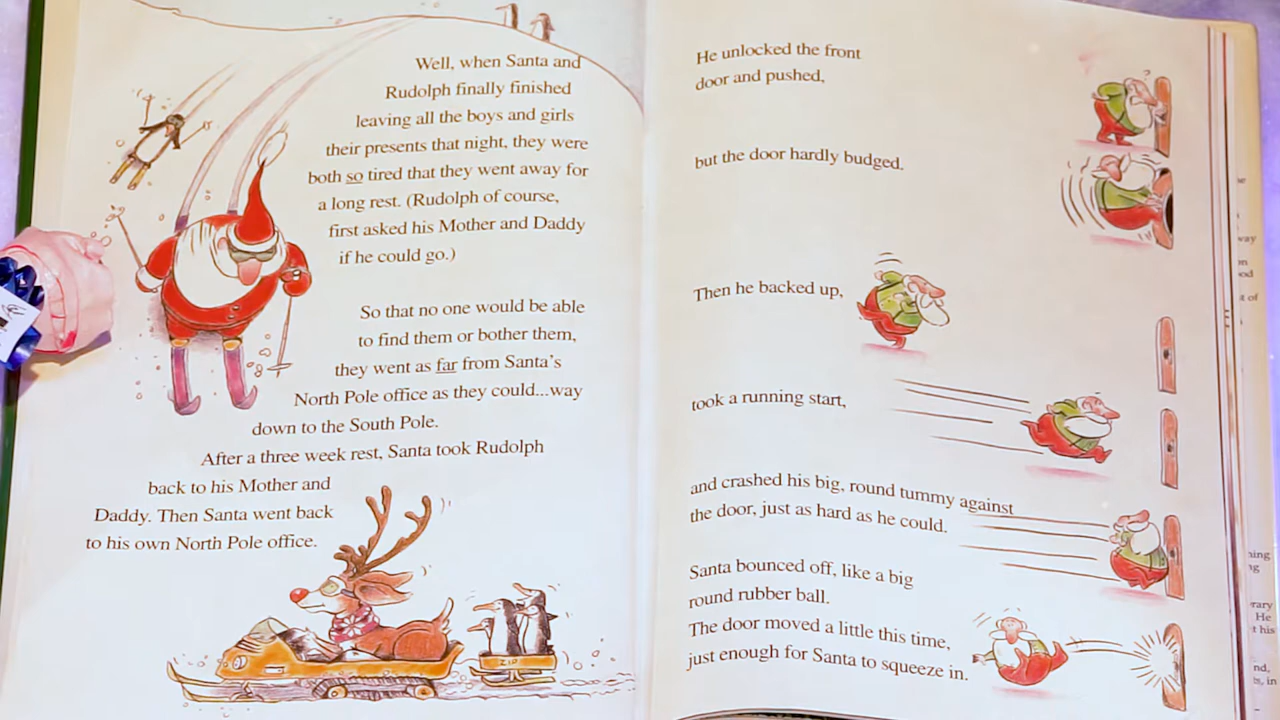 Well, when Santa and
Rudolph finally finished
leaving all the boys and girls
their presents that night, they were
both so tired that they went away for
a long rest. (Rudolph of course,
first asked his Mother and Daddy
if he could go.)
So that no one would be able
to find them or bother them,
they went as far from Santa's
North Pole office as they could...way
down to the South Pole.
After a three week rest, Santa took Rudolph
back to his Mother and
Daddy. Then Santa went back
to his own North Pole office.
ZIP
He unlocked the front
door and pushed,
but the door hardly budged.
Then he backed up,
took a running start,
and crashed his big, round tummy against
the door, just as hard as he could.
Santa bounced off, like a big
round rubber ball.
The door moved a little this time,
just enough for Santa to squeeze in.
way
of
He